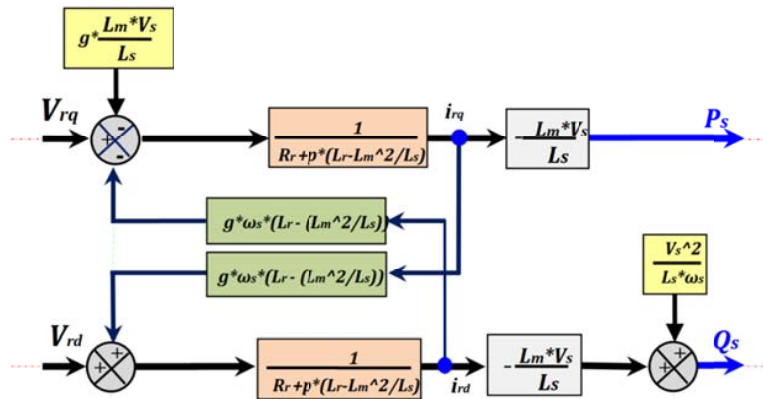 g* Lm*Vs
Ls
Vrq
-
-
1
Rr+p*(Lr-Lm^2/Ls)
irq
- Lm*Vs
Ls
Ps
g*ωs*(Lr - (Lm^2/Ls))
g*ωs*(Lr - (Lm^2/Ls))
Vs^2
Ls*ωs
Vrd
+
+
1
Rr+p*(Lr-Lm^2/Ls)
ird
- Lm*Vs
Ls
+
+
Qs